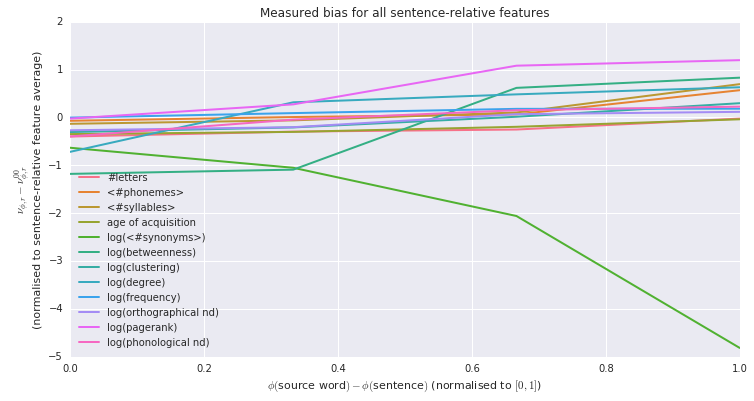 Measured bias for all sentence-relative features
2
1
0
−1
−2
−3
−4
−5
ν_{ϕ,r} − ν^{00}_{ϕ,r}
(normalised to sentence-relative feature average)
#letters
<#phonemes>
<#syllables>
age of acquisition
log(<#synonyms>)
log(betweenness)
log(clustering)
log(degree)
log(frequency)
log(orthographical nd)
log(pagerank)
log(phonological nd)
0.0 0.2 0.4 0.6 0.8 1.0
ϕ(source word) − ϕ(sentence) (normalised to [0, 1])